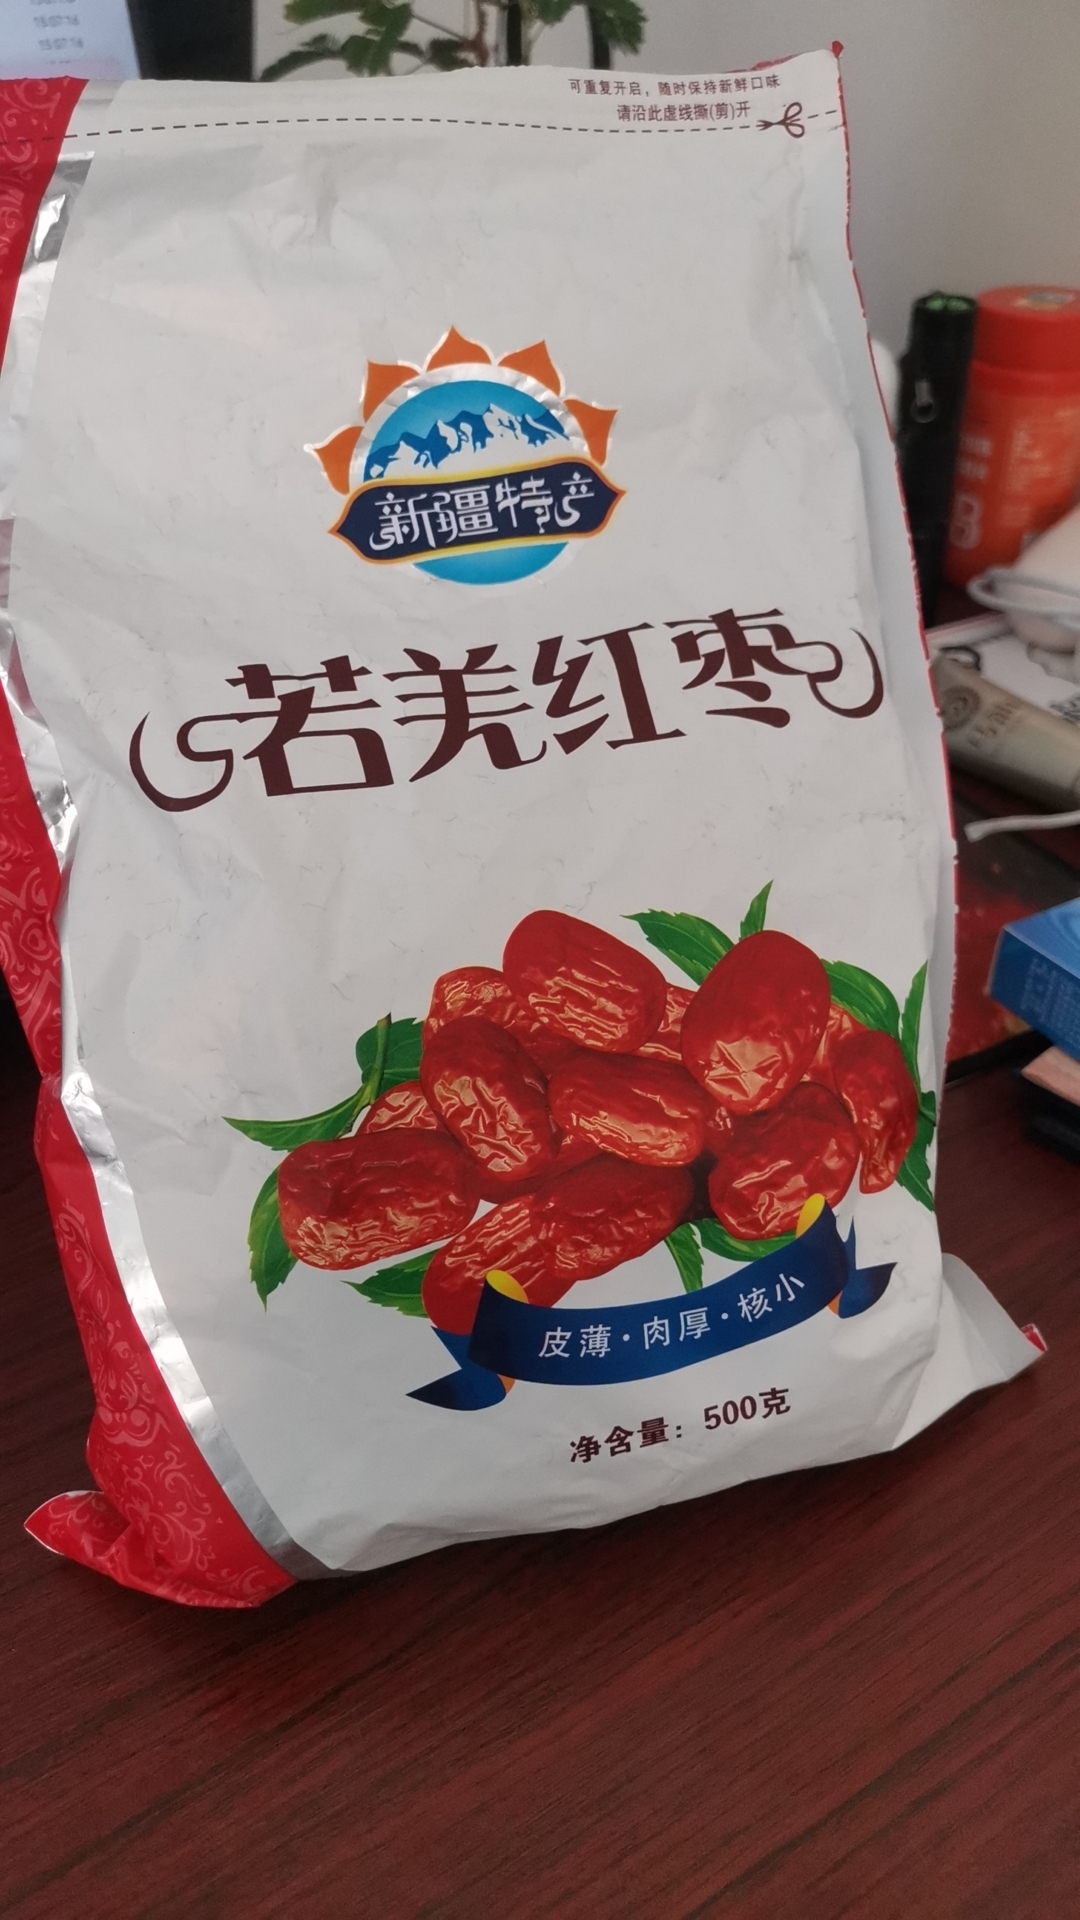 可重复开启，随时保持新鲜口味
请沿此虚线撕(剪)开
新疆特产
若羌红枣
皮薄·肉厚·核小
净含量：500克